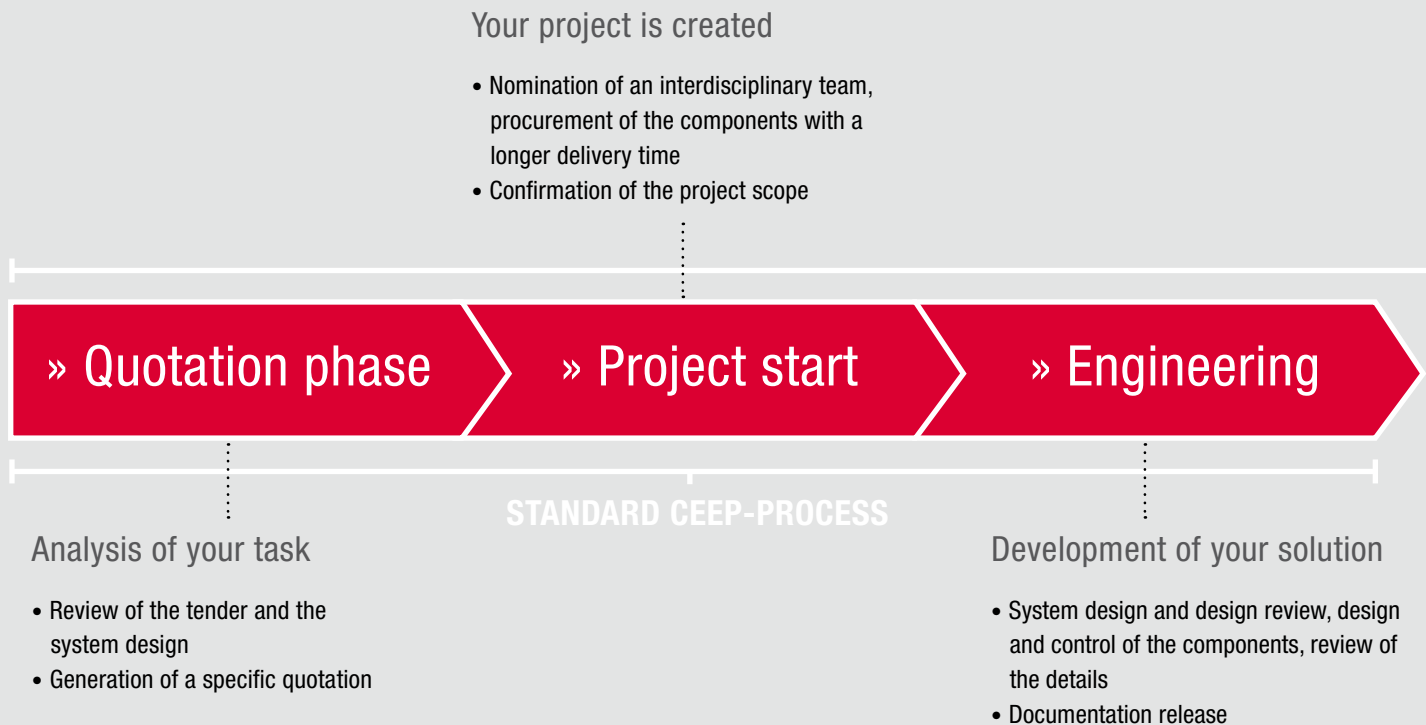 Your project is created
• Nomination of an interdisciplinary team,
procurement of the components with a
longer delivery time
• Confirmation of the project scope
» Quotation phase
» Project start
» Engineering
STANDARD CEEP-PROCESS
Analysis of your task
• Review of the tender and the
system design
• Generation of a specific quotation
Development of your solution
• System design and design review, design
and control of the components, review of
the details
• Documentation release